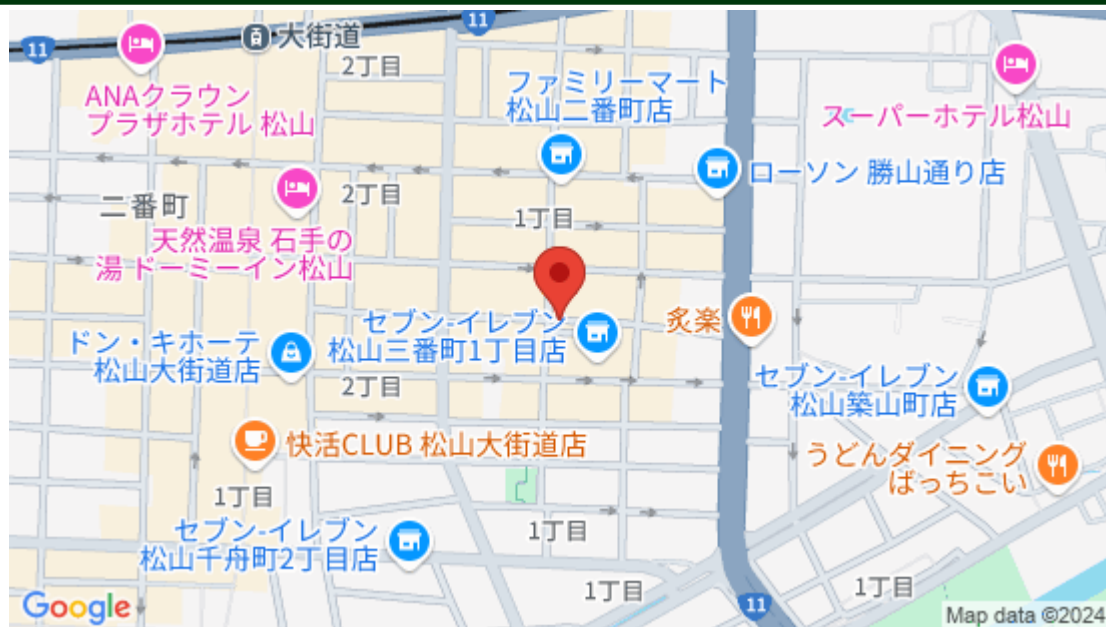 11
11
大街道
2丁目
ANAクラウン
プラザホテル 松山
ファミリーマート
松山二番町店
スーパーホテル松山
ローソン 勝山通り店
二番町
2丁目
1丁目
天然温泉 石手の
湯 ドーミーイン松山
セブン-イレブン
松山三番町1丁目店
炙楽
ドン・キホーテ
松山大街道店
2丁目
セブン-イレブン
松山築山町店
快活CLUB 松山大街道店
うどんダイニング
ばっちこい
1丁目
セブン-イレブン
松山千舟町2丁目店
1丁目
1丁目
1丁目
11
Google
Map data ©2024